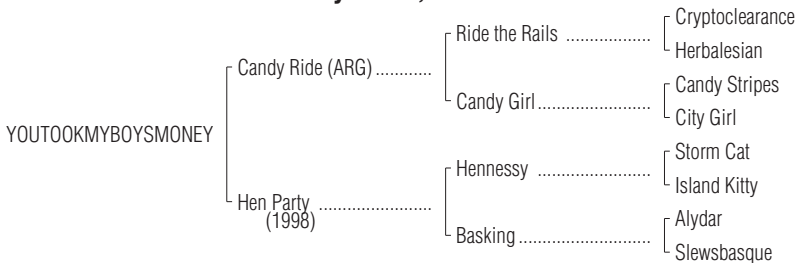 Cryptoclearance
Ride the Rails ..................
Herbalesian
Candy Ride (ARG) ............
Candy Stripes
Candy Girl.........................
City Girl
YOUTOOKMYBOYSMONEY
Storm Cat
Hennessy ........................
Island Kitty
Hen Party ........................
(1998)
Alydar
Basking.............................
Slewsbasque